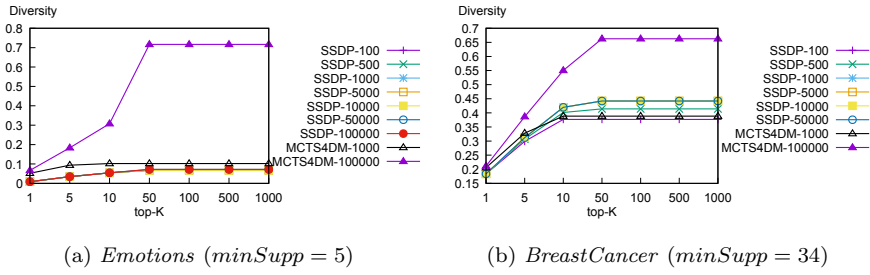 Diversity
0.8
0.7
0.6
0.5
0.4
0.3
0.2
0.1
0
1 5 10 50 100 500 1000
top-K
SSDP-100
SSDP-500
SSDP-1000
SSDP-5000
SSDP-10000
SSDP-50000
SSDP-100000
MCTS4DM-1000
MCTS4DM-100000
(a) Emotions (minSupp = 5)
Diversity
0.7
0.65
0.6
0.55
0.5
0.45
0.4
0.35
0.3
0.25
0.2
0.15
1 5 10 50 100 500 1000
top-K
SSDP-100
SSDP-500
SSDP-1000
SSDP-5000
SSDP-10000
SSDP-50000
MCTS4DM-1000
MCTS4DM-100000
(b) BreastCancer (minSupp = 34)